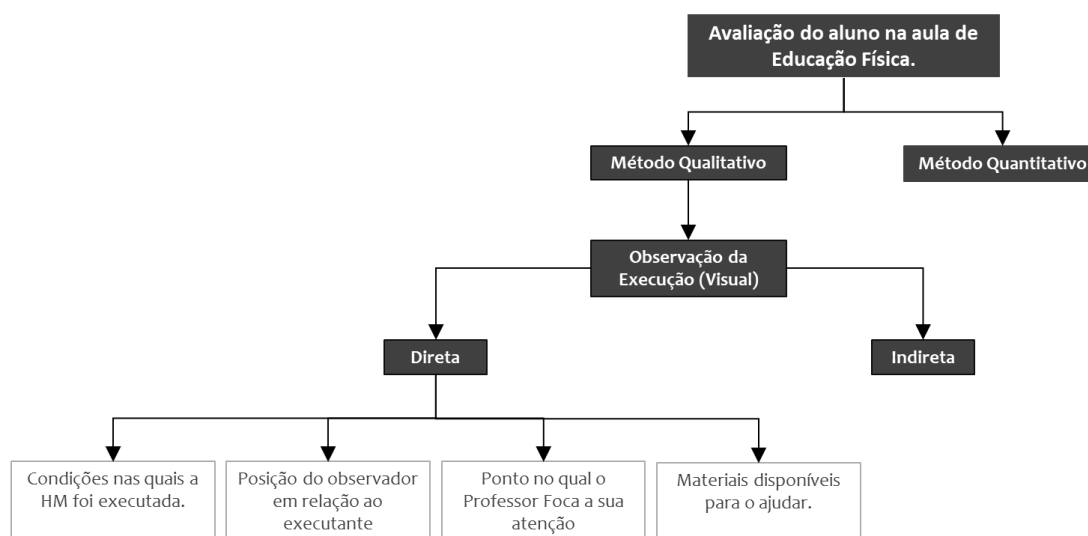 Avaliação do aluno na aula de
Educação Física.
Método Qualitativo
Método Quantitativo
Observação da
Execução (Visual)
Direta
Indireta
Condições nas quais a
HM foi executada.
Posição do observador
em relação ao
executante
Ponto no qual o
Professor Foca a sua
atenção
Materiais disponíveis
para o ajudar.